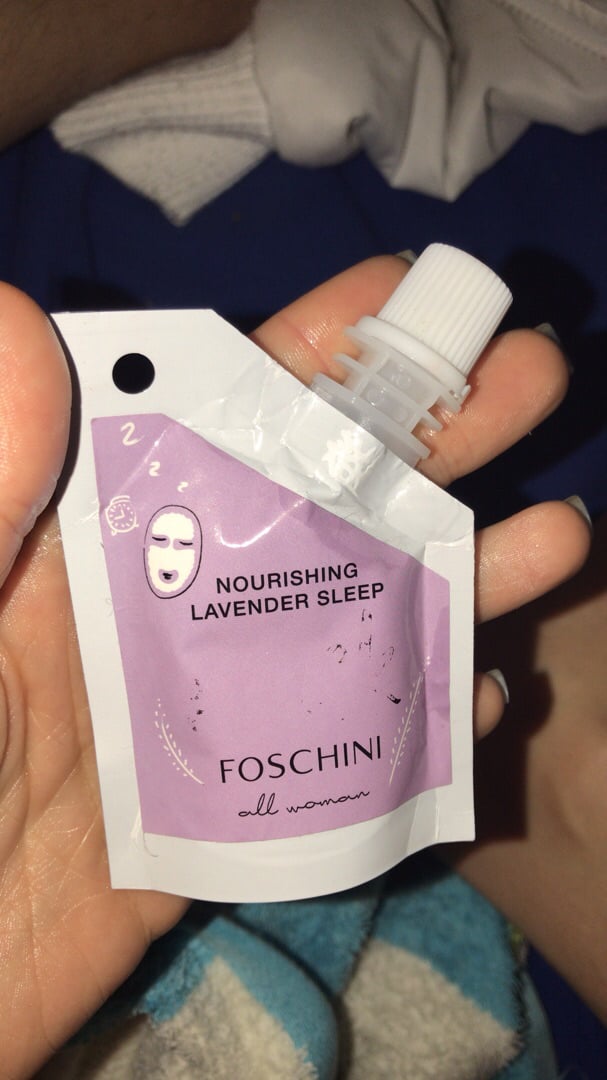 NOURISHING
LAVENDER SLEEP
FOSCHINI
all woman